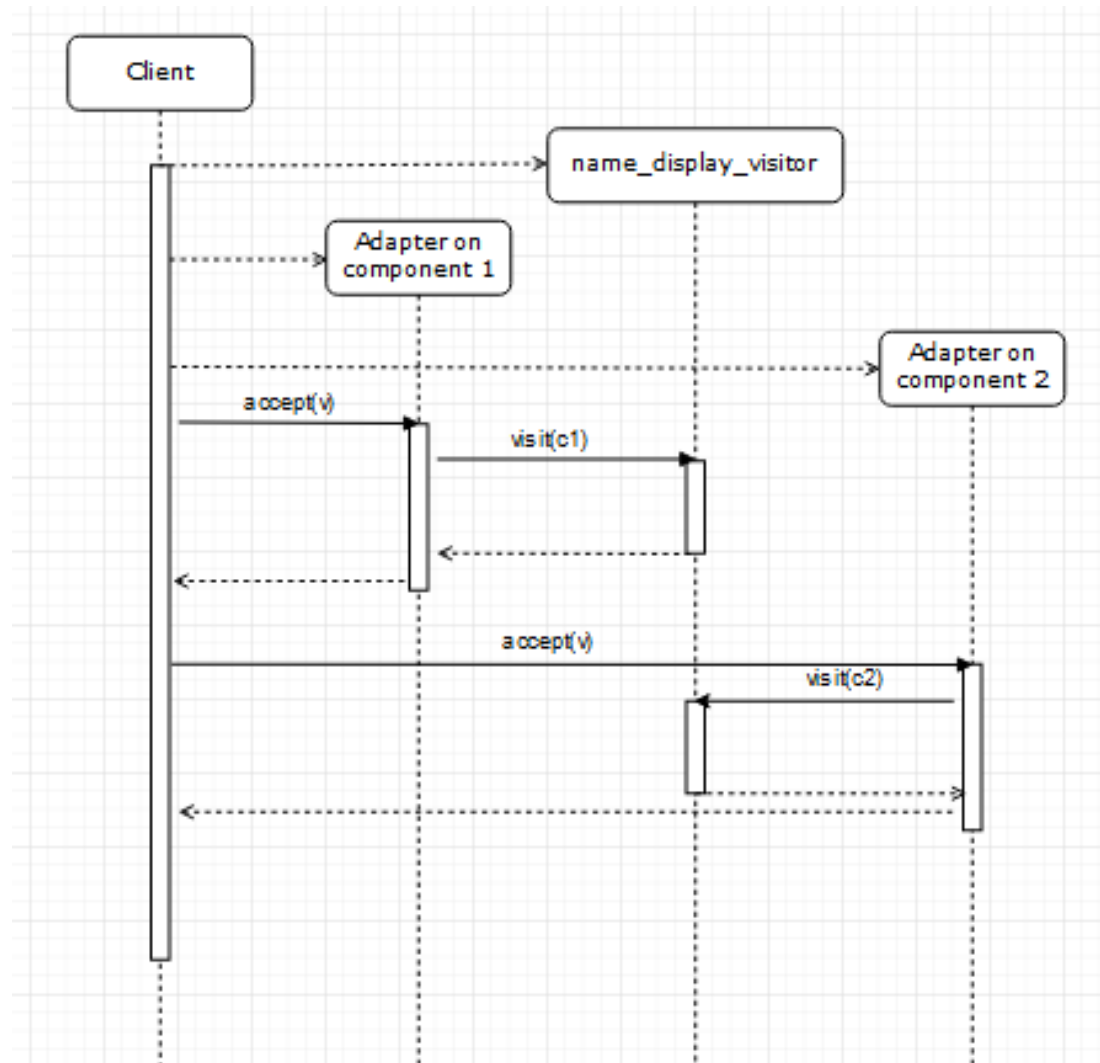 Client
name_display_visitor
Adapter on
component 1
Adapter on
component 2
accept(v)
visit(c1)
accept(v)
visit(c2)